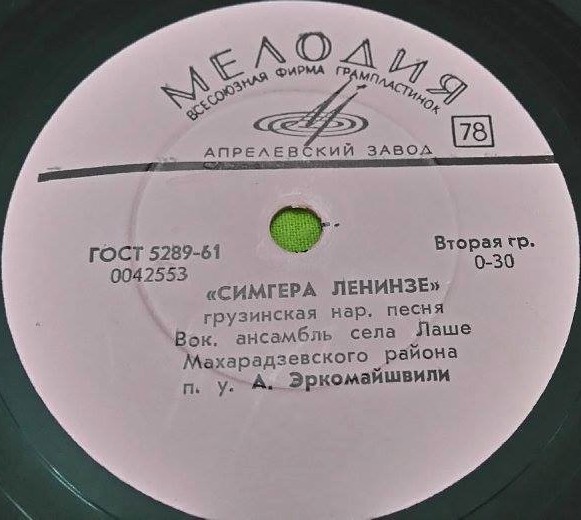 МЕЛОДИЯ
ВСЕСОЮЗНАЯ ФИРМА ГРАМПЛАСТИНОК
78
АПРЕЛЕВСКИЙ ЗАВОД
ГОСТ 5289-61
0042553
Вторая гр.
0-30
«СИМГЕРА ЛЕНИНЗЕ»
грузинская нар. песня
Вок. ансамбль села Лаше
Махарадзевского района
п. у. А. Эркомайшвили